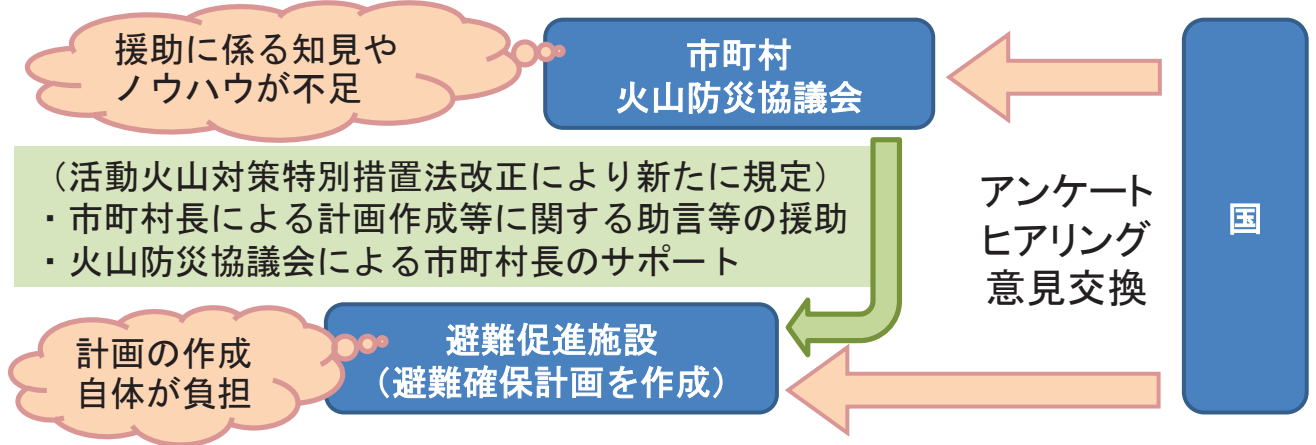 援助に係る知見や
ノウハウが不足
市町村
火山防災協議会
（活動火山対策特別措置法改正により新たに規定）
・市町村長による計画作成等に関する助言等の援助
・火山防災協議会による市町村長のサポート
アンケート
ヒアリング
意見交換
国
計画の作成
自体が負担
避難促進施設
（避難確保計画を作成）